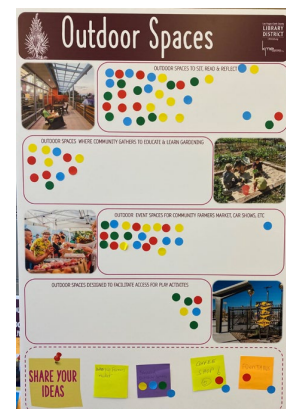 Outdoor Spaces
LIBRARY
DISTRICT
OUTDOOR SPACES TO SIT, READ & REFLECT
OUTDOOR SPACES WHERE COMMUNITY GATHERS TO EDUCATE & LEARN GARDENING
OUTDOOR EVENT SPACES FOR COMMUNITY FARMERS MARKET, CAR SHOWS, ETC
OUTDOOR SPACES DESIGNED TO FACILITATE ACCESS FOR PLAY ACTIVITES
SHARE YOUR
IDEAS